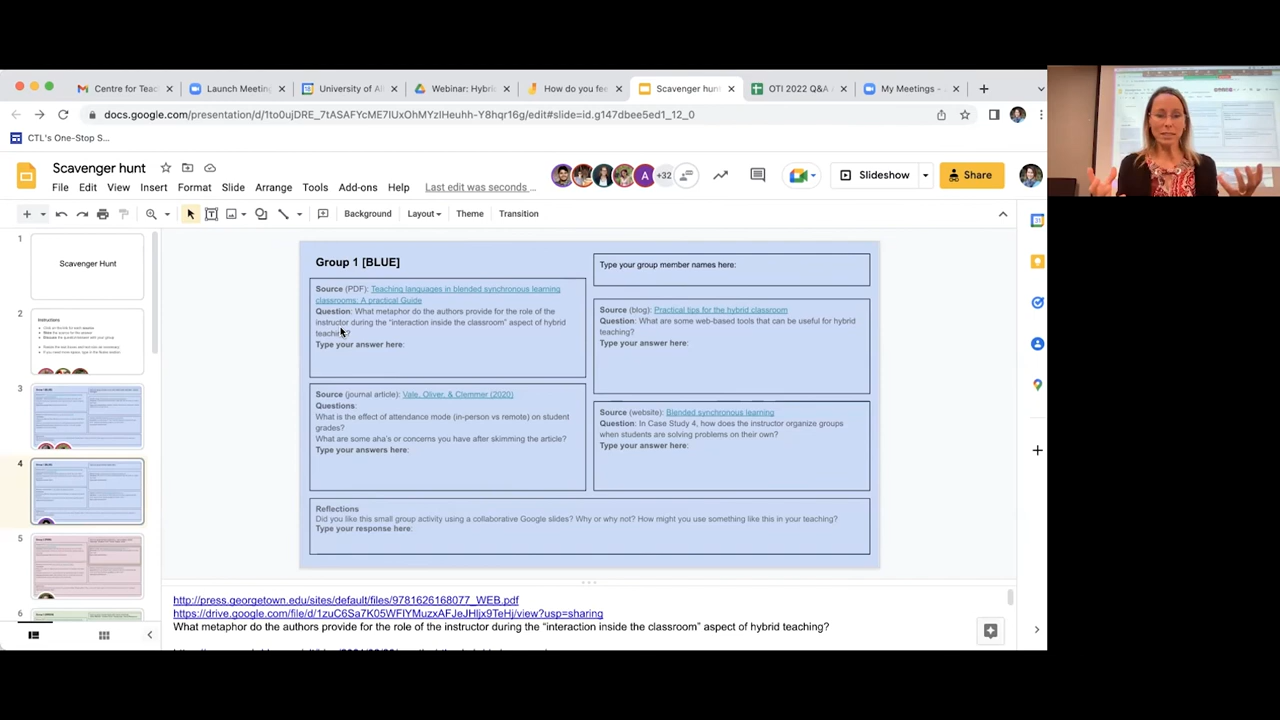 Centre for Teac
Launch Meeting
University of Al
Webinar: Hybri
How do you fee
Scavenger hunt
OTI 2022 Q&A
My Meetings -
docs.google.com/presentation/d/1to0ujDRE_7tASAFYcME7IUxOhMYzIHeuhh-Y8hqr16g/edit#slide=id.g147dbee5ed1_12_0
CTL's One-Stop S...
Scavenger hunt
File Edit View Insert Format Slide Arrange Tools Add-ons Help Last edit was seconds ...
A +32
Slideshow
Share
Background Layout Theme Transition
1
Scavenger Hunt
2
Instructions
3
4
5
6
Group 1 [BLUE]
Type your group member names here:
Source (PDF): Teaching languages in blended synchronous learning
classrooms: A practical Guide
Question: What metaphor do the authors provide for the role of the
instructor during the "interaction inside the classroom" aspect of hybrid
teaching?
Type your answer here:
Source (blog): Practical tips for the hybrid classroom
Question: What are some web-based tools that can be useful for hybrid
teaching?
Type your answer here:
Source (journal article): Vale, Oliver, & Clemmer (2020)
Questions:
What is the effect of attendance mode (in-person vs remote) on student
grades?
What are some aha's or concerns you have after skimming the article?
Type your answers here:
Source (website): Blended synchronous learning
Question: In Case Study 4, how does the instructor organize groups
when students are solving problems on their own?
Type your answer here:
Reflections
Did you like this small group activity using a collaborative Google slides? Why or why not? How might you use something like this in your teaching?
Type your response here:
http://press.georgetown.edu/sites/default/files/9781626168077_WEB.pdf
https://drive.google.com/file/d/1zuC6Sa7K05WFIYMuzxAFJeJHljx9TeHj/view?usp=sharing
What metaphor do the authors provide for the role of the instructor during the "interaction inside the classroom" aspect of hybrid teaching?